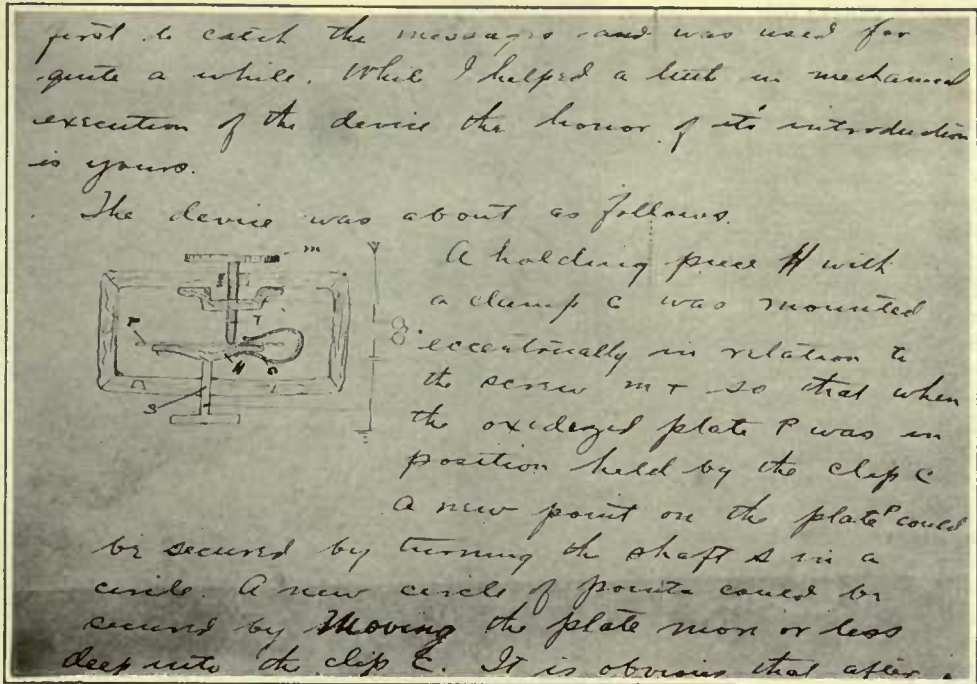 first to catch the messages and was used for
quite a while. While I helped a little in mechanical
execution of the device the honor of it's introduction
is yours.
The device was about as follows.
m
T
P
H
C
S
A holding piece H with
a clamp C was mounted
eccentrically in relation to
the screw m T so that when
the oxidized plate P was in
position held by the clip C
a new point on the plate P could
be secured by turning the shaft S in a
circle. A new circle of points could be
secured by Moving the plate more or less
deep into the clip C. It is obvious that after